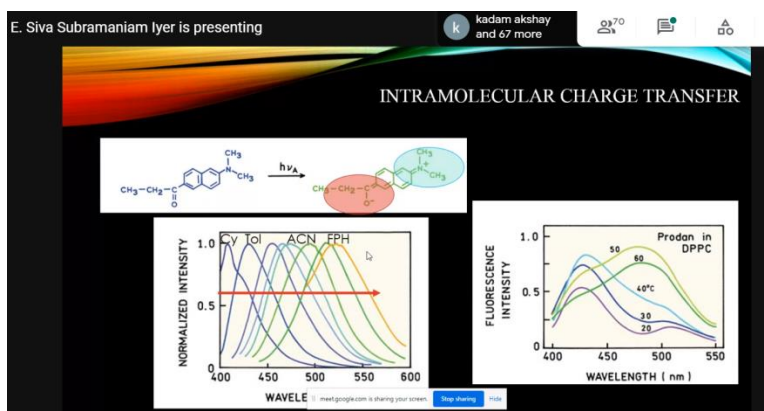 E. Siva Subramaniam Iyer is presenting
k
kadam akshay
and 67 more
70
INTRAMOLECULAR CHARGE TRANSFER
CH₃
N
CH₃
CH₃-CH₂-C
O
hνA
CH₃
N⁺
CH₃
CH₃-CH₂-C
O⁻
NORMALIZED INTENSITY
1.0
0.5
0
Cy Tol ACN FPH
400 450 500 550 600
WAVELE
FLUORESCENCE
INTENSITY
1.0
0.5
0
Prodan in
DPPC
50
60
40°C
30
20
400 450 500 550
WAVELENGTH ( nm )
meet.google.com is sharing your screen.
Stop sharing
Hide